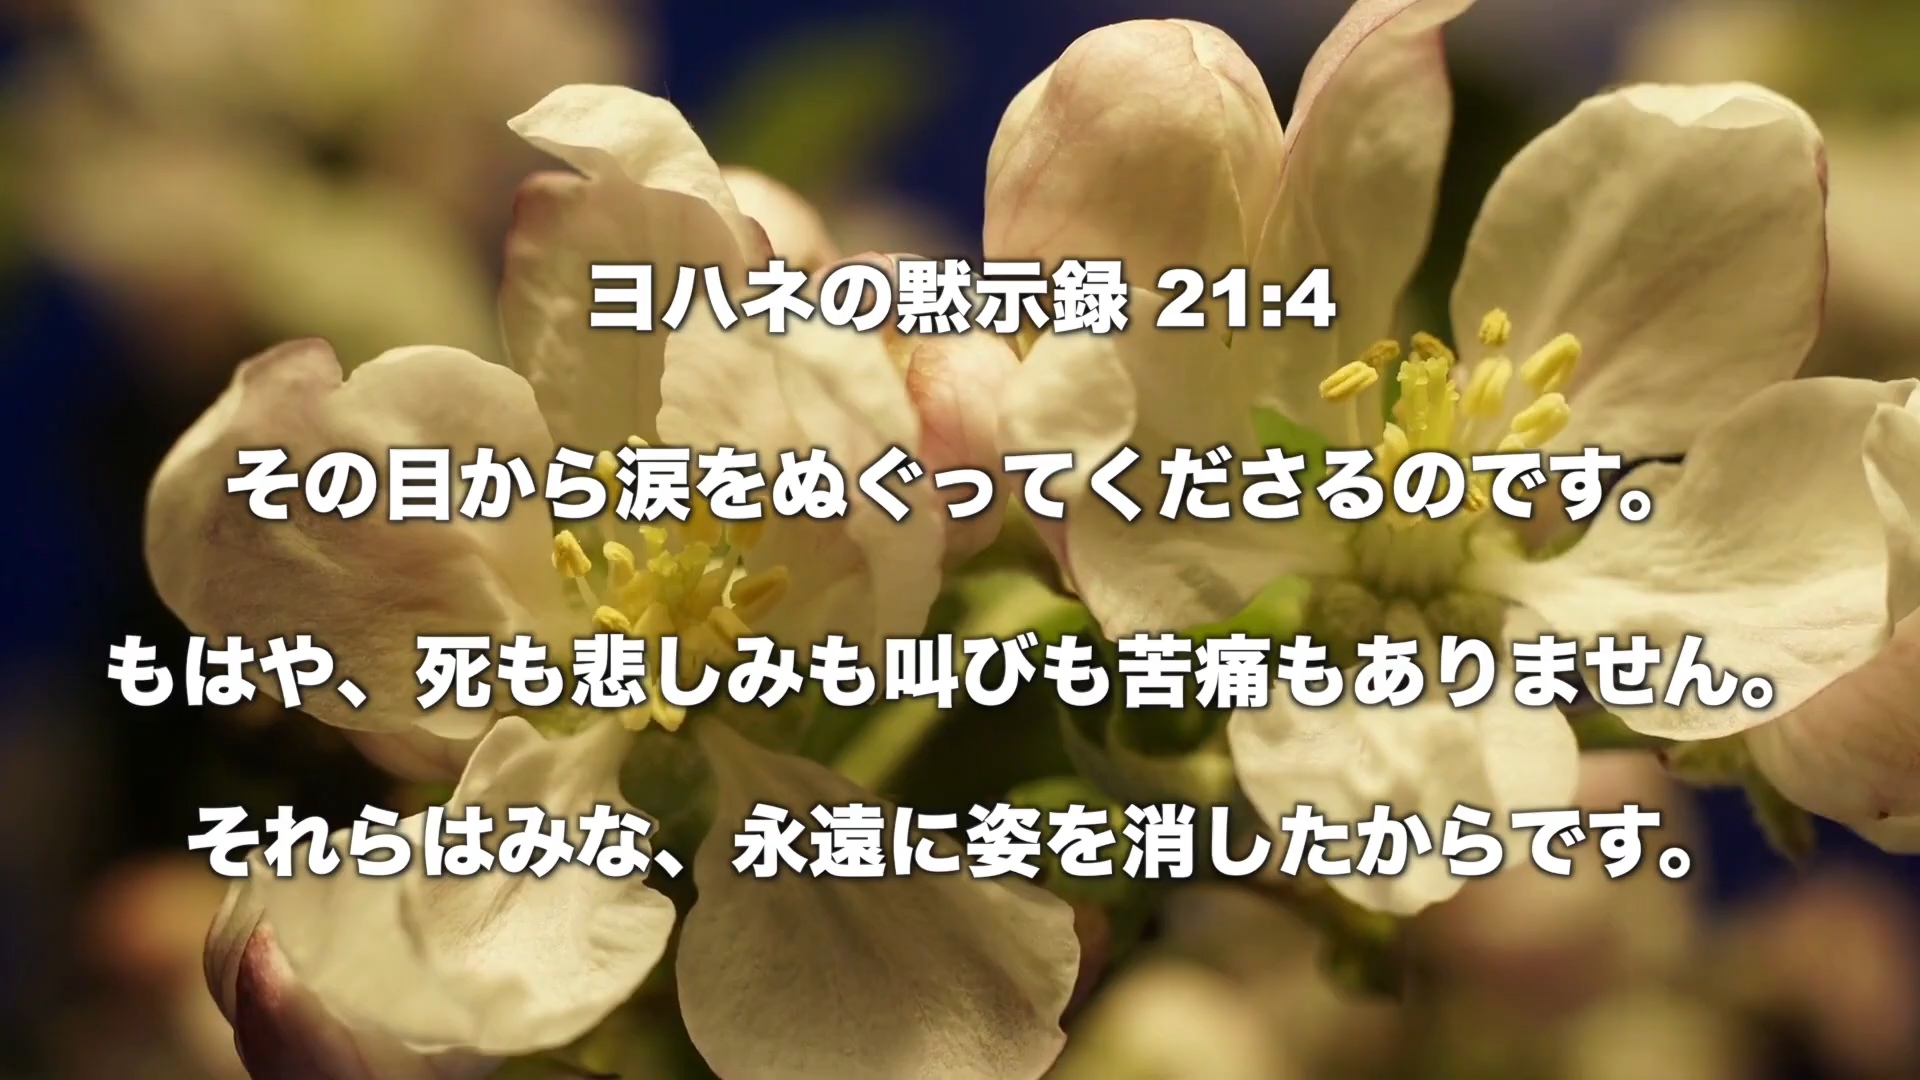 ヨハネの黙示録 21:4
その目から涙をぬぐってくださるのです。
もはや、死も悲しみも叫びも苦痛もありません。
それらはみな、永遠に姿を消したからです。